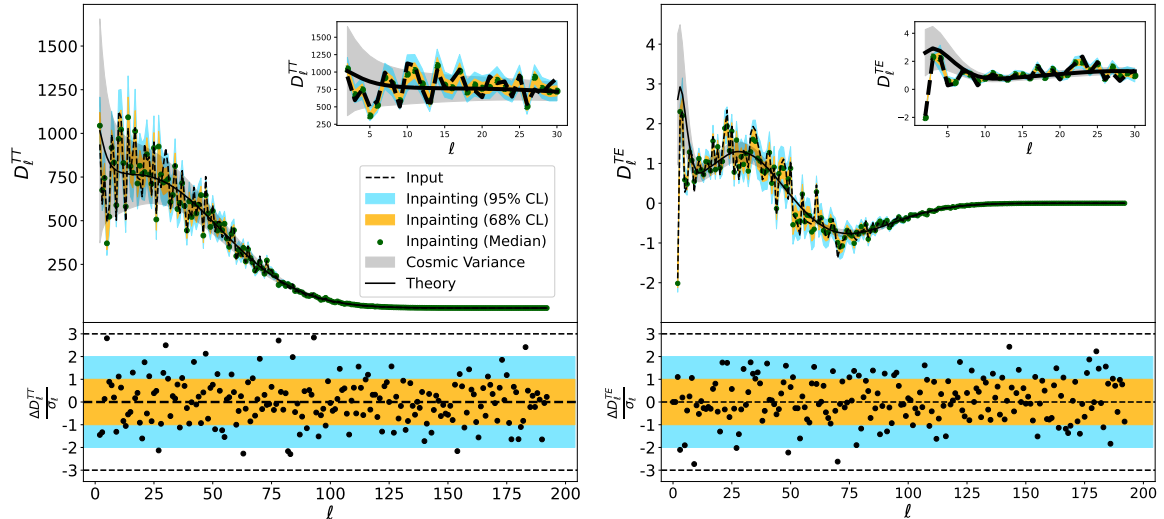 1500
1250
1000
750
500
250
D_ℓ^TT
1500
1250
1000
750
500
250
D_ℓ^TT
5 10 15 20 25 30
ℓ
Input
Inpainting (95% CL)
Inpainting (68% CL)
Inpainting (Median)
Cosmic Variance
Theory
3
2
1
0
-1
-2
-3
ΔD_ℓ^TT / σ_ℓ
0 25 50 75 100 125 150 175 200
ℓ
4
3
2
1
0
-1
-2
D_ℓ^TE
4
2
0
-2
D_ℓ^TE
5 10 15 20 25 30
ℓ
3
2
1
0
-1
-2
-3
ΔD_ℓ^TE / σ_ℓ
0 25 50 75 100 125 150 175 200
ℓ